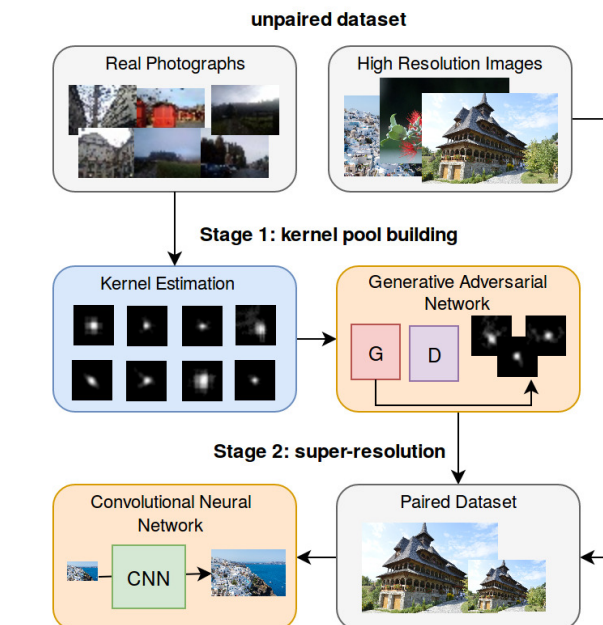 unpaired dataset
Real Photographs
High Resolution Images
Stage 1: kernel pool building
Kernel Estimation
Generative Adversarial
Network
G
D
Stage 2: super-resolution
Convolutional Neural
Network
CNN
Paired Dataset